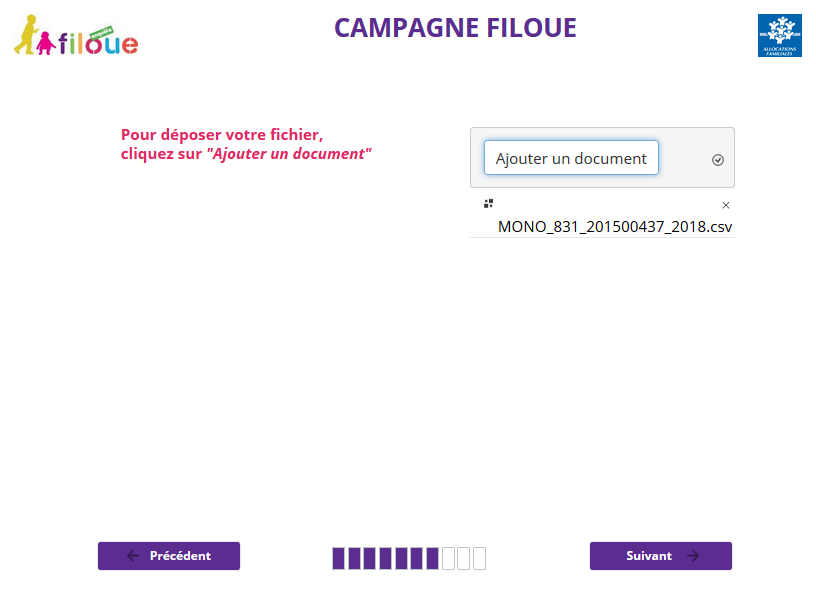 enquête
filoue
CAMPAGNE FILOUE
ALLOCATIONS
FAMILIALES
Pour déposer votre fichier,
cliquez sur "Ajouter un document"
Ajouter un document
MONO_831_201500437_2018.csv
Précédent
Suivant